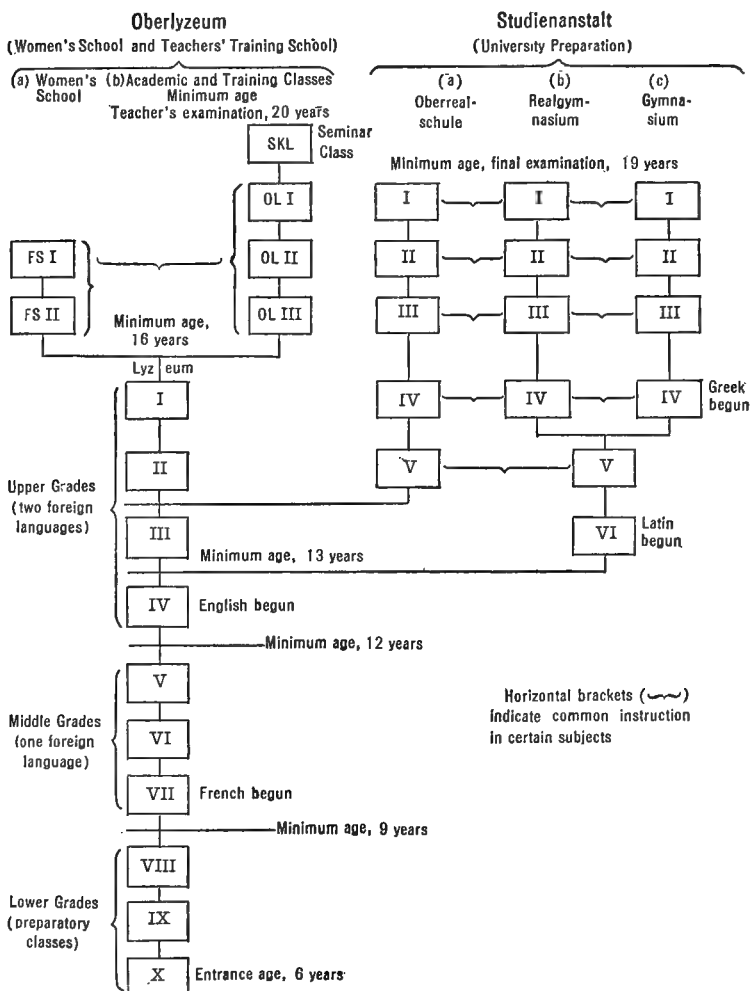 Oberlyzeum
(Women's School and Teachers' Training School)
(a) Women's School
(b) Academic and Training Classes
Minimum age
Teacher's examination, 20 years
SKL
Seminar Class
OL I
OL II
OL III
FS I
FS II
Minimum age,
16 years
Studienanstalt
(University Preparation)
(a)
Oberreal-
schule
(b)
Realgym-
nasium
(c)
Gymna-
sium
Minimum age, final examination, 19 years
I I I
II II II
III III III
IV IV IV
Greek
begun
V V
VI
Latin
begun
Lyzeum
I
II
III
Upper Grades
(two foreign
languages)
Minimum age, 13 years
IV
English begun
Minimum age, 12 years
V
VI
VII
Middle Grades
(one foreign
language)
French begun
Minimum age, 9 years
VIII
IX
X
Lower Grades
(preparatory
classes)
Entrance age, 6 years
Horizontal brackets ( )
Indicate common instruction
in certain subjects